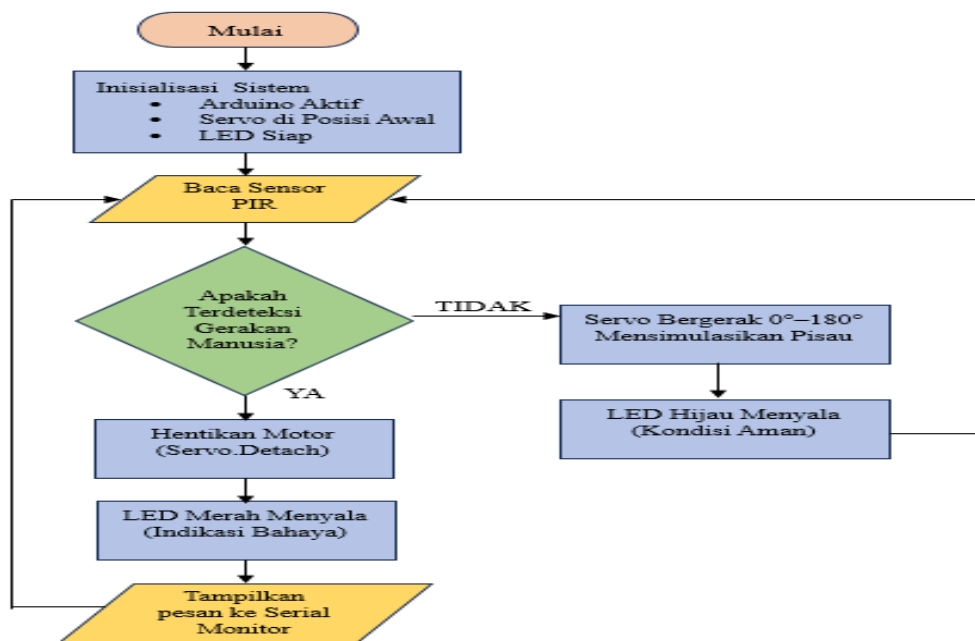 Mulai
Inisialisasi Sistem
• Arduino Aktif
• Servo di Posisi Awal
• LED Siap
Baca Sensor
PIR
Apakah
Terdeteksi
Gerakan
Manusia?
TIDAK
Servo Bergerak 0°–180°
Mensimulasikan Pisau
LED Hijau Menyala
(Kondisi Aman)
YA
Hentikan Motor
(Servo.Detach)
LED Merah Menyala
(Indikasi Bahaya)
Tampilkan
pesan ke Serial
Monitor